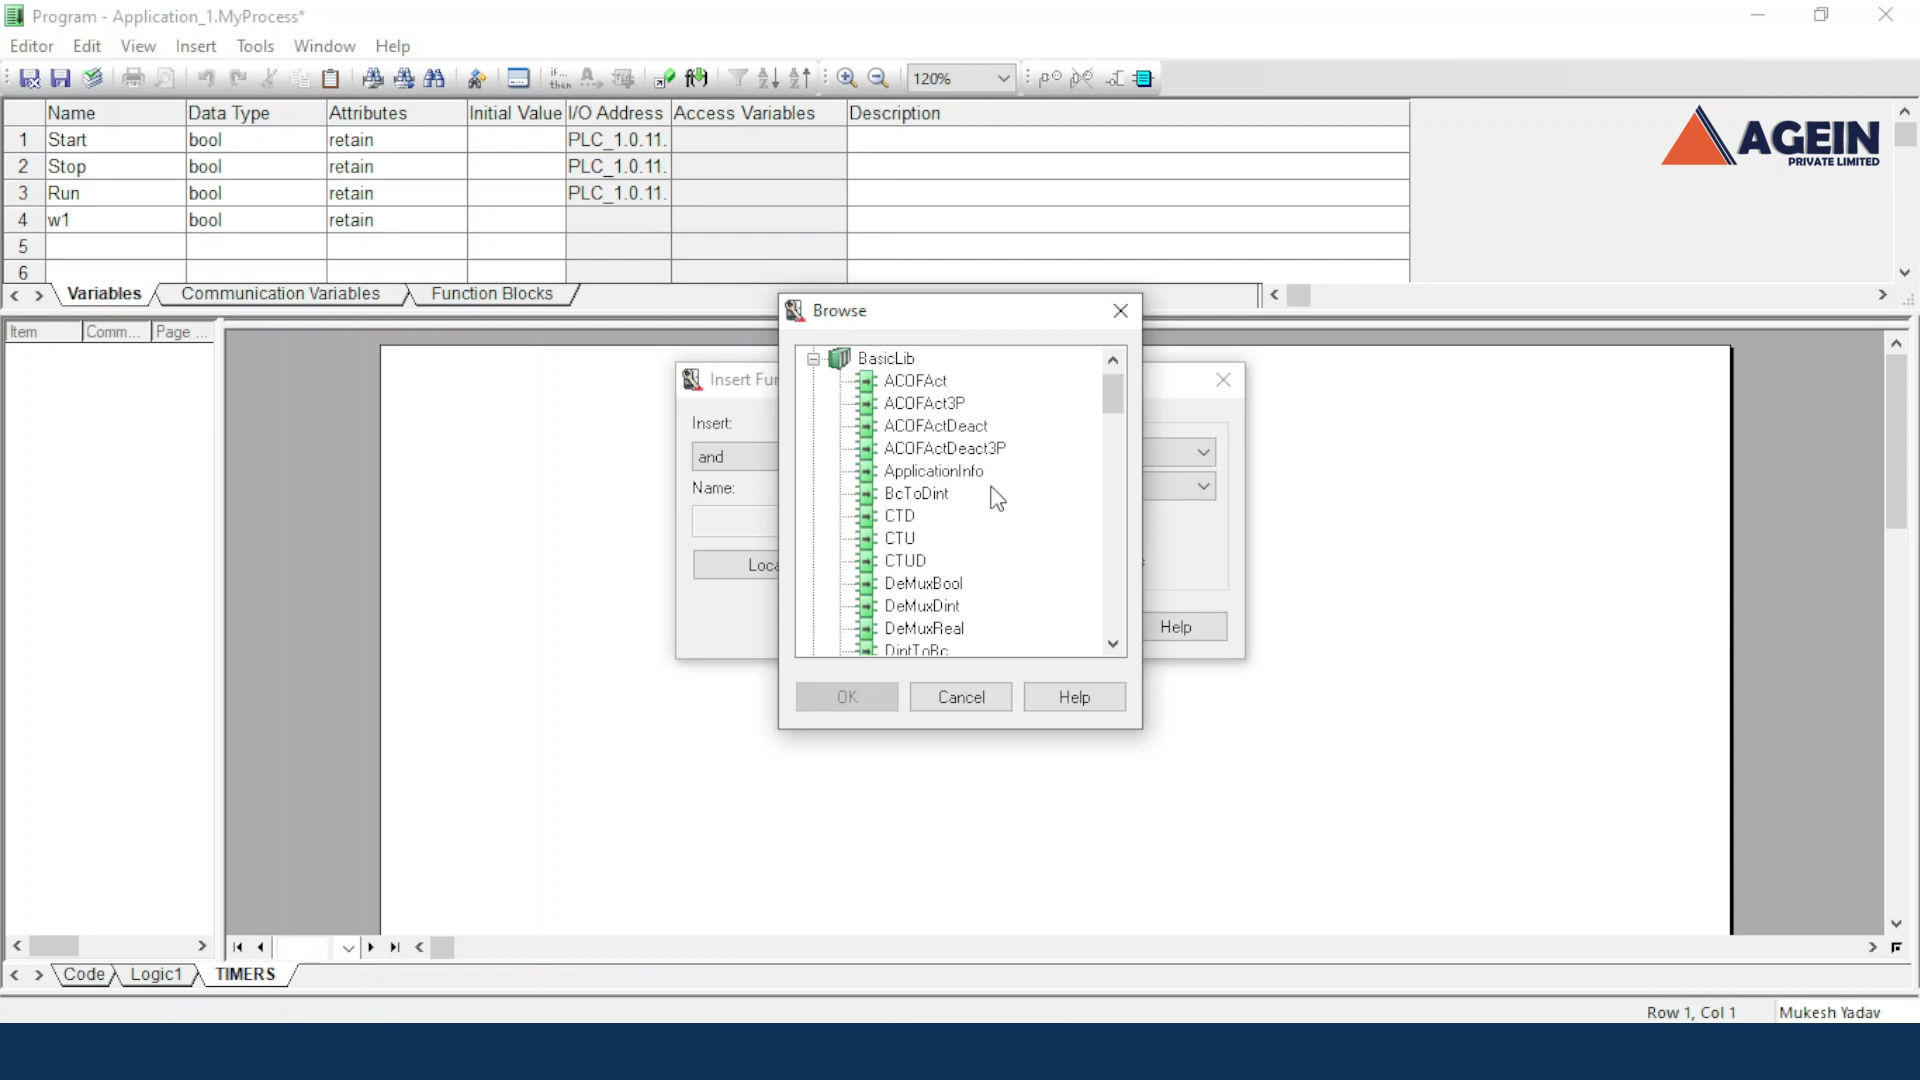 Program - Application_1.MyProcess*
Editor Edit View Insert Tools Window Help
if... then
120%
Name Data Type Attributes Initial Value I/O Address Access Variables Description
1 Start bool retain PLC_1.0.11.
2 Stop bool retain PLC_1.0.11.
3 Run bool retain PLC_1.0.11.
4 w1 bool retain
5
6
AGEIN
PRIVATE LIMITED
Variables Communication Variables Function Blocks
Item Comm... Page ...
Browse
BasicLib
ACOFAct
ACOFAct3P
ACOFActDeact
ACOFActDeact3P
ApplicationInfo
BcToDint
CTD
CTU
CTUD
DeMuxBool
DeMuxDint
DeMuxReal
DintToBc
OK Cancel Help
Insert:
and
Name:
Help
Code Logic1 TIMERS
Row 1, Col 1 Mukesh Yadav